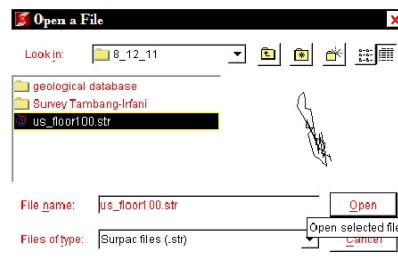 Open a File
Look in: 8_12_11
geological database
Survey Tambang-Irfani
us_floor100.str
File name: us_floor100.str Open
Open selected file
Files of type: Surpac files (.str) Cancel